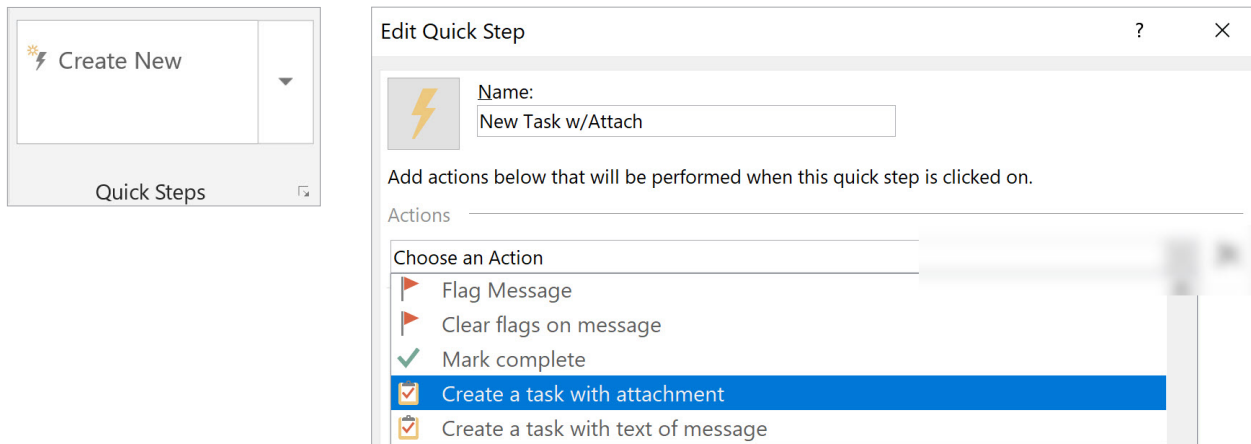 Create New
Quick Steps
Edit Quick Step
?
Name:
New Task w/Attach
Add actions below that will be performed when this quick step is clicked on.
Actions
Choose an Action
Flag Message
Clear flags on message
Mark complete
Create a task with attachment
Create a task with text of message